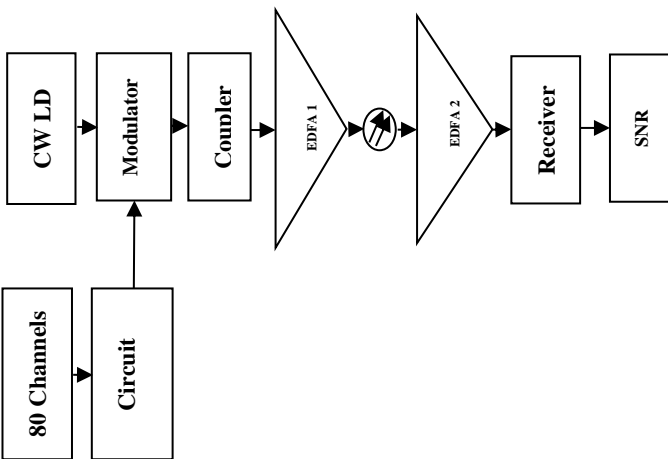 CW LD
Modulator
Coupler
EDFA 1
EDFA 2
Receiver
SNR
80 Channels
Circuit